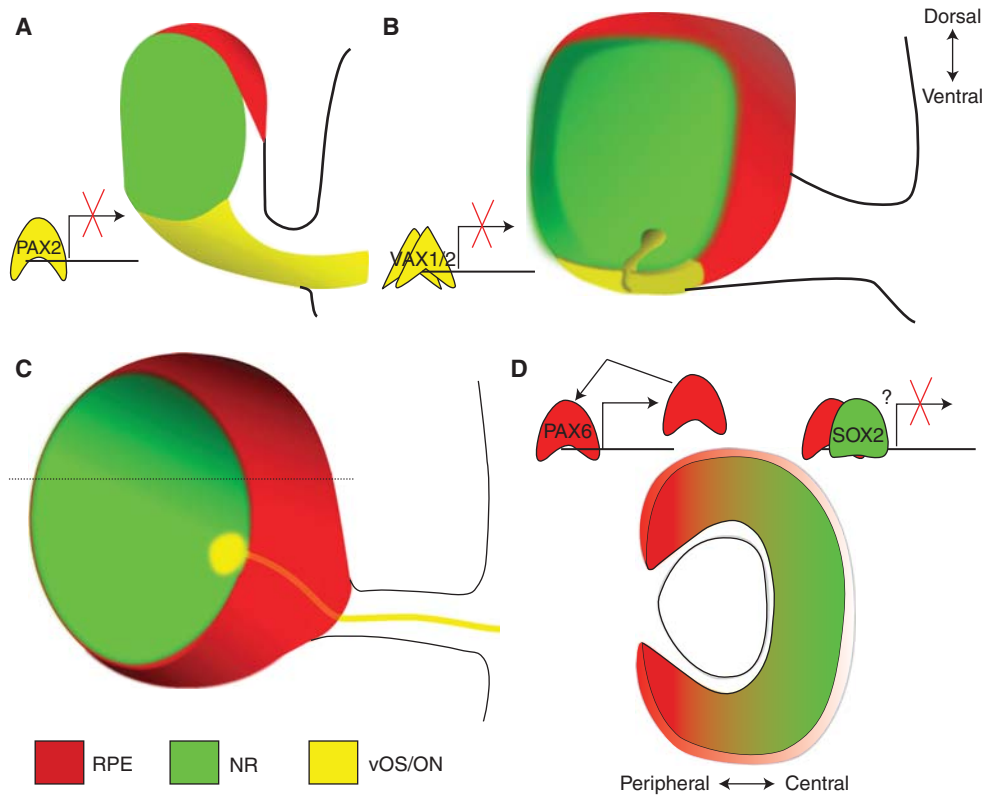 A
B
Dorsal
Ventral
PAX2
VAX1/2
C
D
PAX6
?
SOX2
Peripheral
Central
RPE
NR
vOS/ON